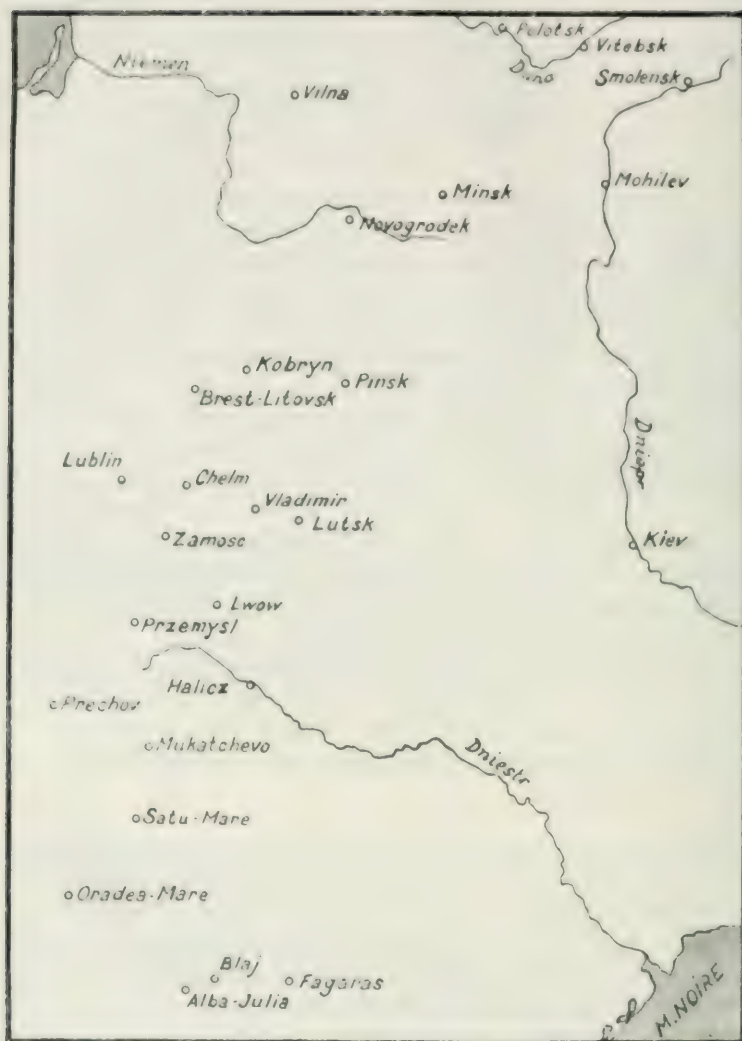 Polotsk
Vitebsk
Niemen
Duna
Smolensk
Vilna
Mohilev
Minsk
Novogrodek
Kobryn
Pinsk
Brest-Litovsk
Dniepr
Lublin
Chelm
Vladimir
Lutsk
Zamosc
Kiev
Lwow
Przemysl
Halicz
Prechov
Mukatchevo
Dniestr
Satu-Mare
Oradea-Mare
Blaj
Fagaras
Alba-Julia
M. NOIRE